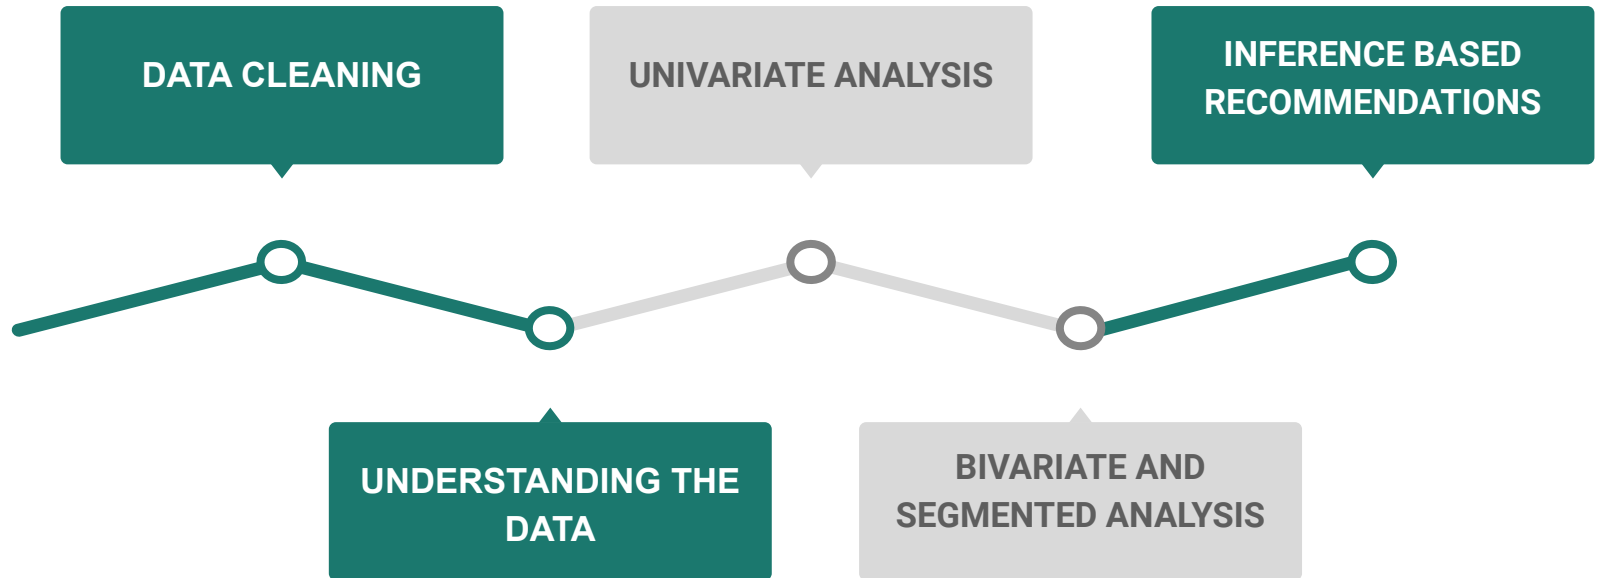 DATA CLEANING
UNDERSTANDING THE
DATA
UNIVARIATE ANALYSIS
BIVARIATE AND
SEGMENTED ANALYSIS
INFERENCE BASED
RECOMMENDATIONS